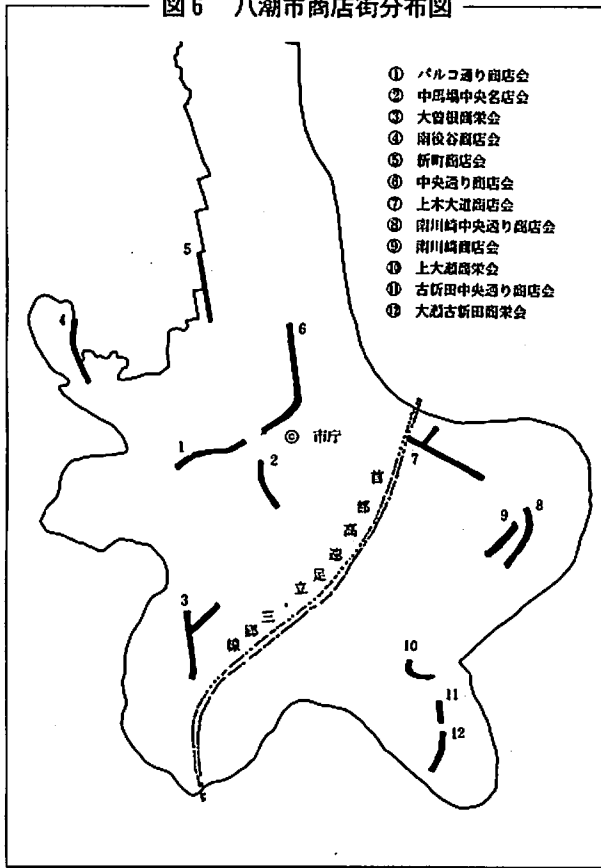 図6 八潮市商店街分布図
① パルコ通り商店会
② 中馬場中央名店会
③ 大曽根商栄会
④ 南後谷商店会
⑤ 新町商店会
⑥ 中央通り商店会
⑦ 上木大道商店会
⑧ 南川崎中央通り商店会
⑨ 南川崎商店会
⑩ 上大瀬商栄会
⑪ 古新田中央通り商店会
⑫ 大瀬古新田商栄会
5
4
6
1
◎ 市庁
2
7
首都高速足立三郷線
9
8
3
10
11
12